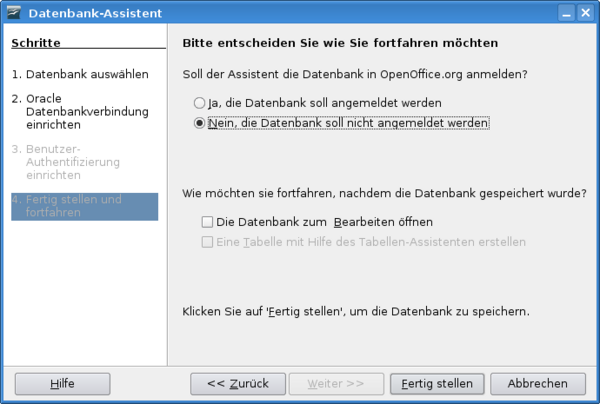 Datenbank-Assistent
Schritte
1. Datenbank auswählen
2. Oracle
Datenbankverbindung
einrichten
3. Benutzer-
Authentifizierung
einrichten
4. Fertig stellen und
fortfahren
Bitte entscheiden Sie wie Sie fortfahren möchten
Soll der Assistent die Datenbank in OpenOffice.org anmelden?
Ja, die Datenbank soll angemeldet werden
Nein, die Datenbank soll nicht angemeldet werden
Wie möchten sie fortfahren, nachdem die Datenbank gespeichert wurde?
Die Datenbank zum Bearbeiten öffnen
Eine Tabelle mit Hilfe des Tabellen-Assistenten erstellen
Klicken Sie auf 'Fertig stellen', um die Datenbank zu speichern.
Hilfe
<< Zurück
Weiter >>
Fertig stellen
Abbrechen